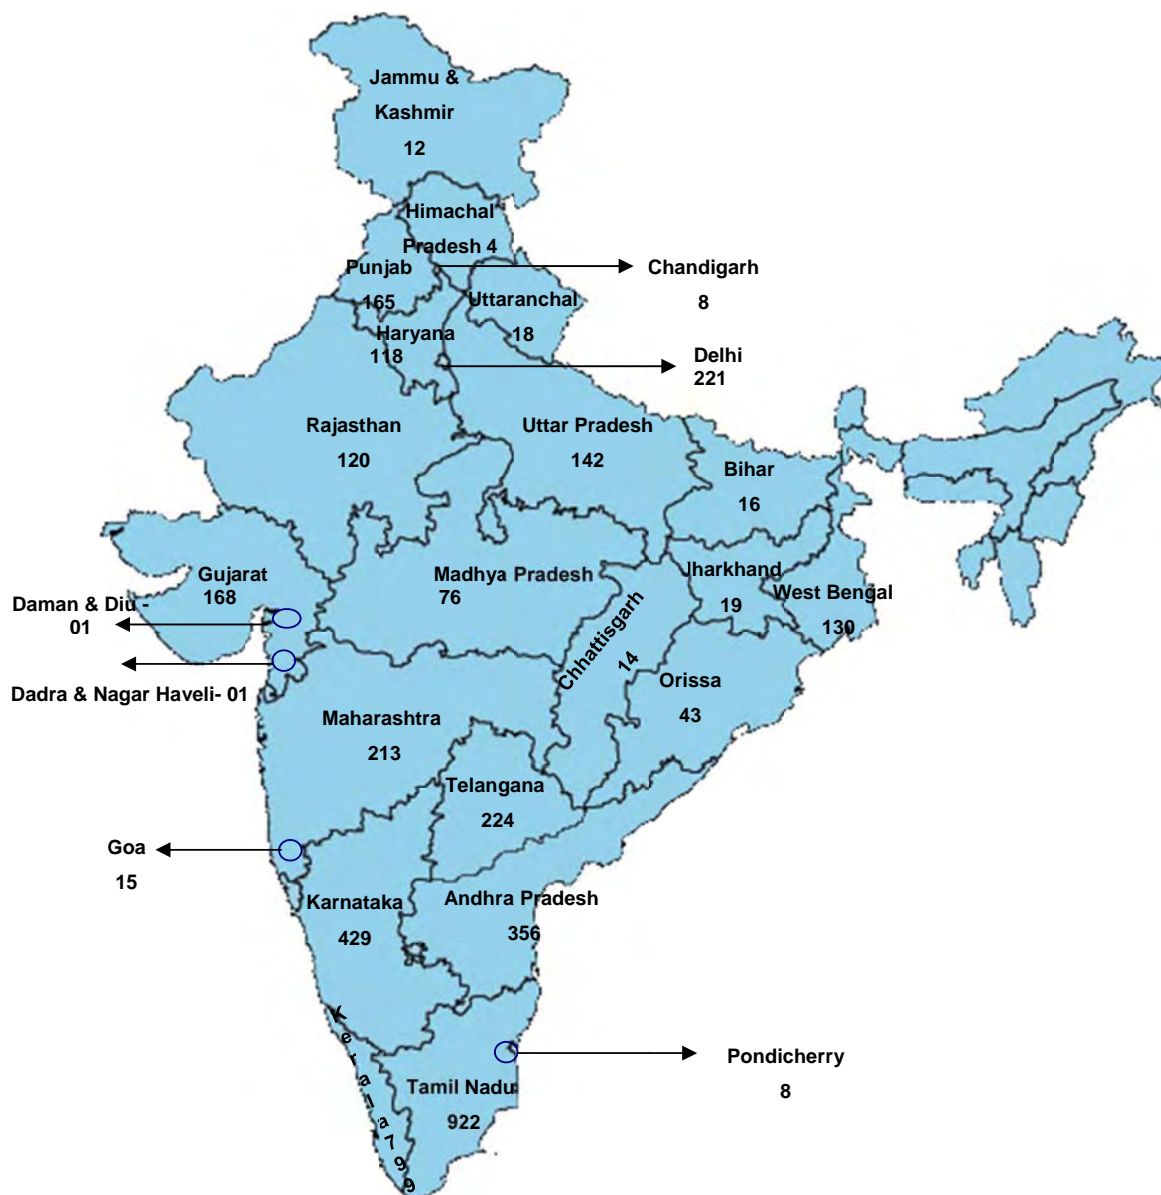 Jammu &
Kashmir
12
Himachal
Pradesh 4
Punjab
165
Chandigarh
8
Uttaranchal
18
Haryana
118
Delhi
221
Rajasthan
120
Uttar Pradesh
142
Bihar
16
Gujarat
168
Madhya Pradesh
76
Jharkhand
19
West Bengal
130
Daman & Diu -
01
Chhattisgarh
14
Dadra & Nagar Haveli- 01
Orissa
43
Maharashtra
213
Telangana
224
Goa
15
Karnataka
429
Andhra Pradesh
356
Kerala799
Pondicherry
8
Tamil Nadu
922